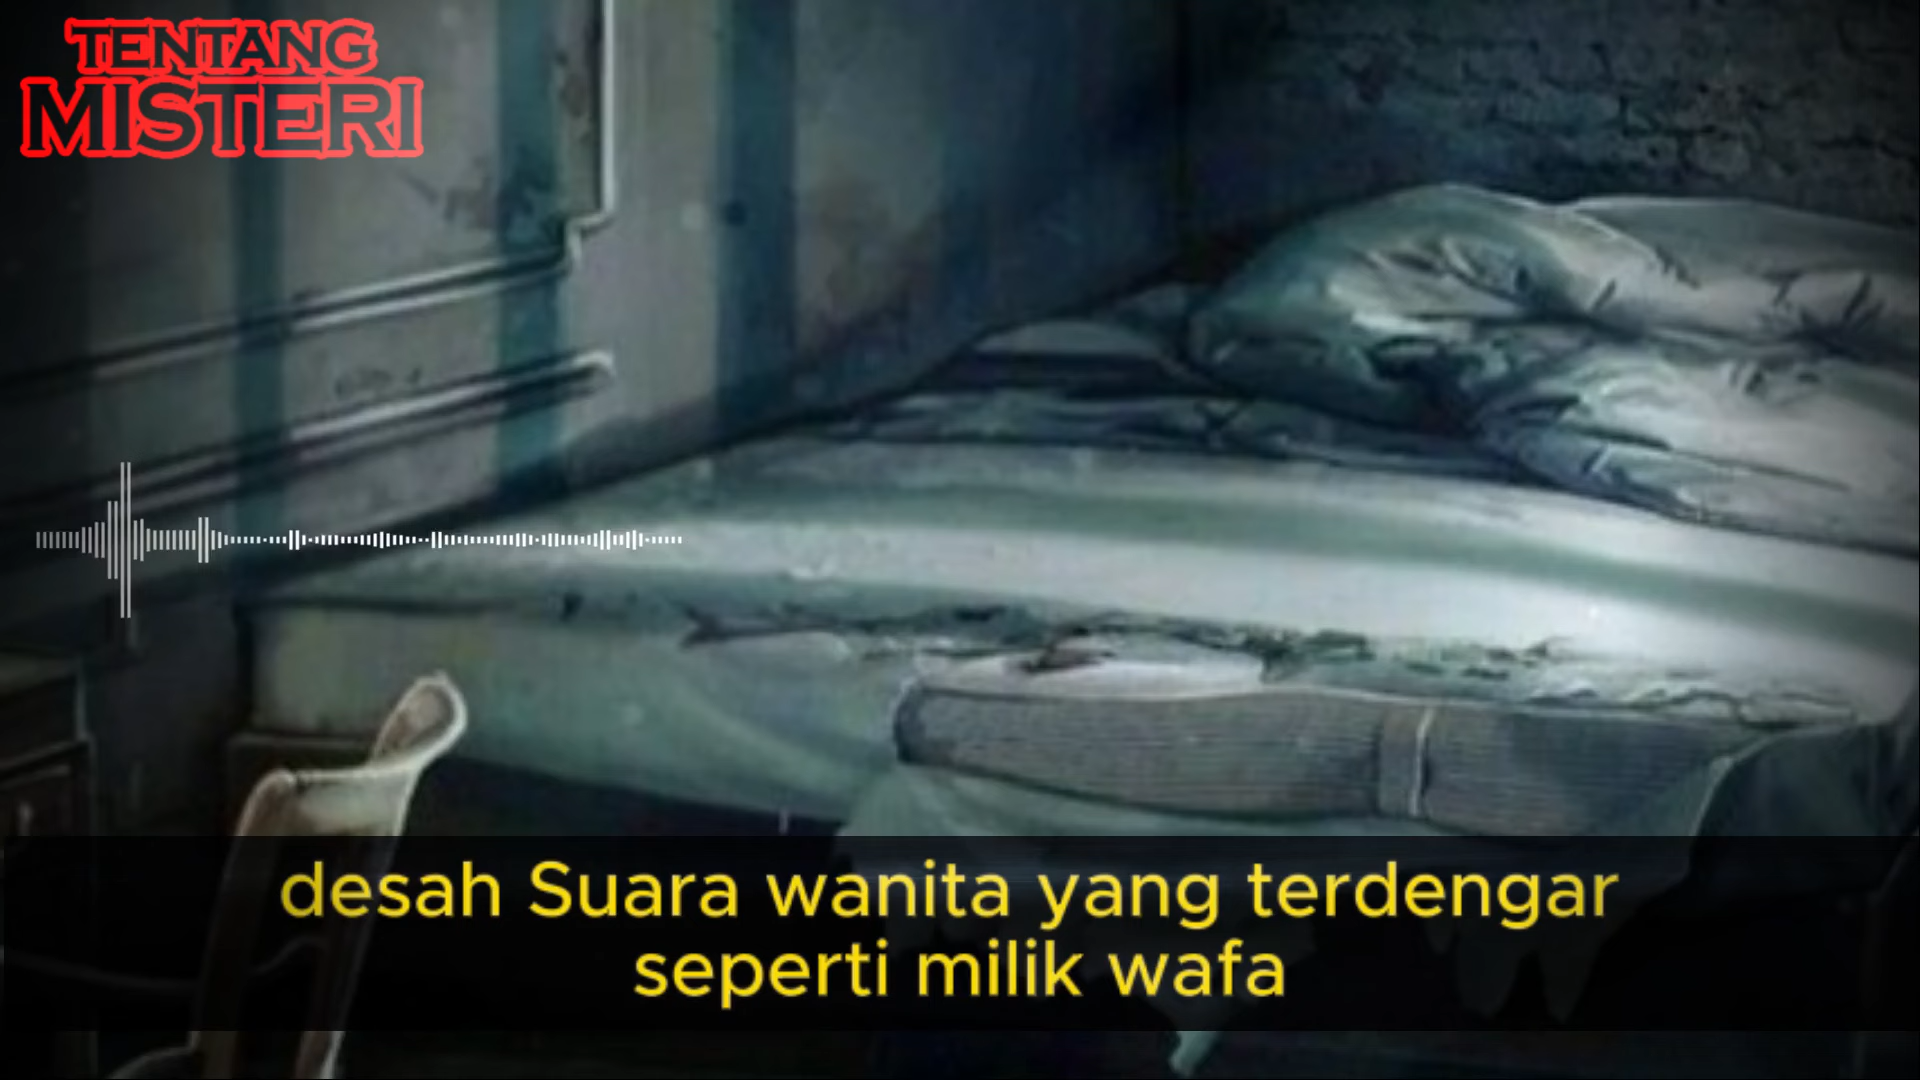 TENTANG
MISTERI
desah Suara wanita yang terdengar
seperti milik wafa